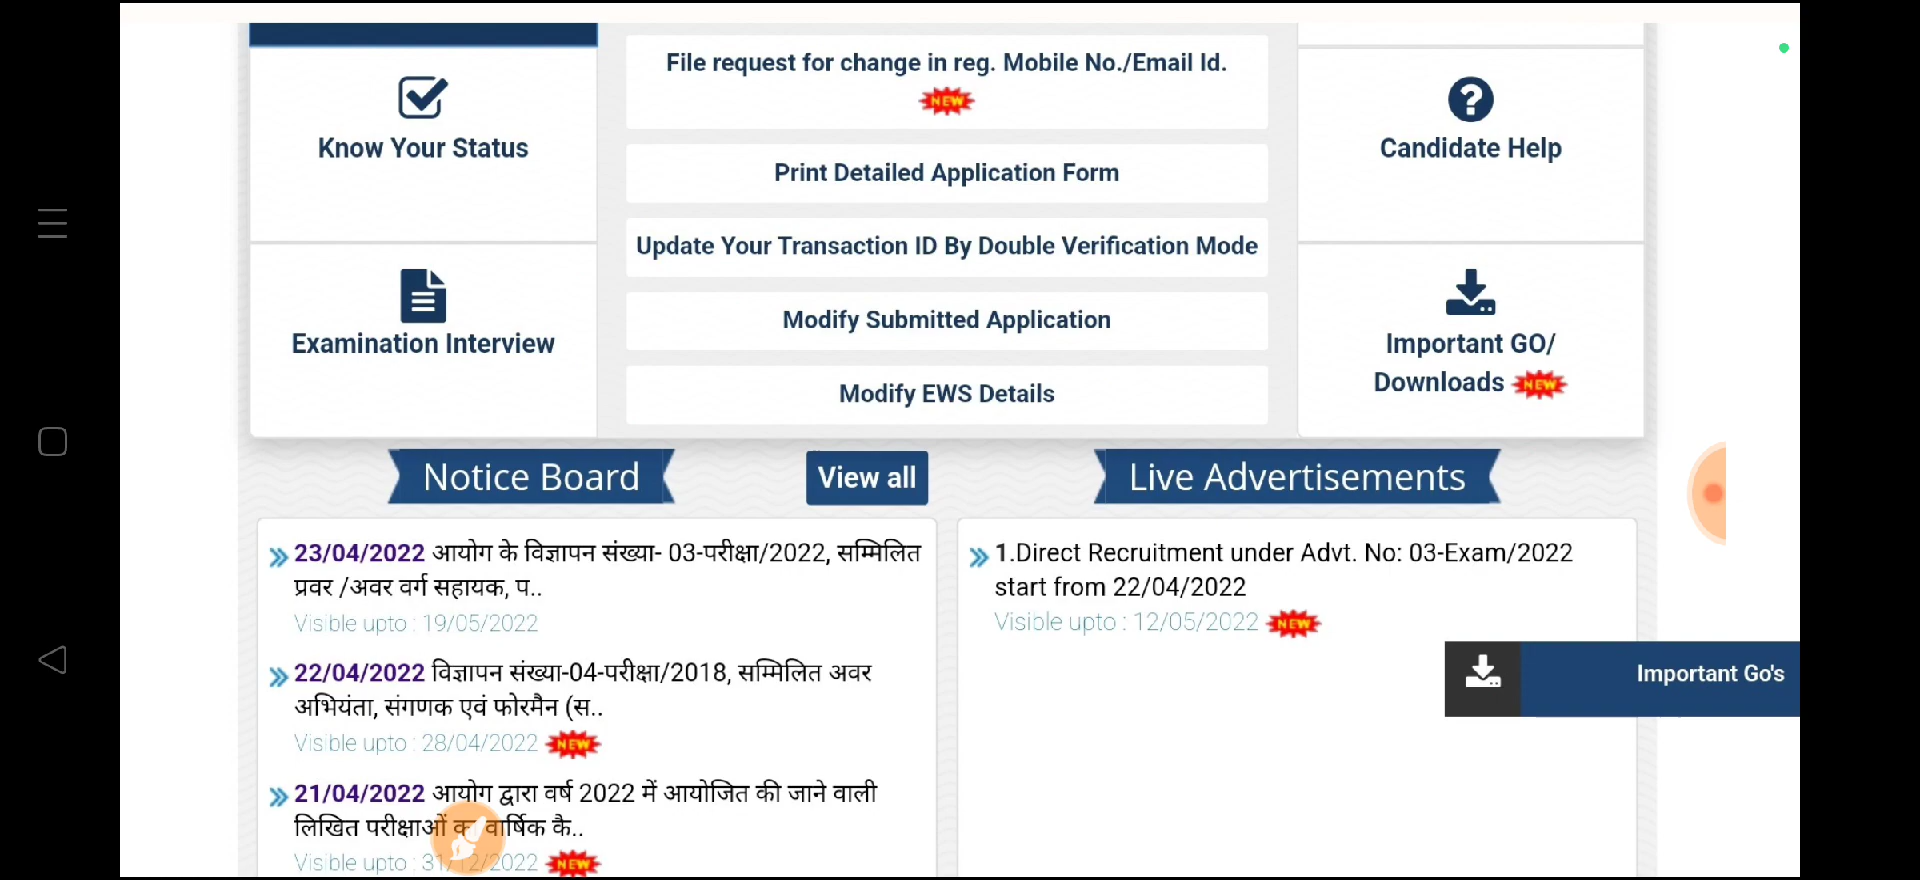 File request for change in reg. Mobile No./Email Id.
NEW
Know Your Status
Candidate Help
Print Detailed Application Form
Update Your Transaction ID By Double Verification Mode
Modify Submitted Application
Examination Interview
Important GO/
Downloads NEW
Modify EWS Details
Notice Board
View all
Live Advertisements
23/04/2022 आयोग के विज्ञापन संख्या- 03-परीक्षा/2022, सम्मिलित
प्रवर /अवर वर्ग सहायक, प..
Visible upto : 19/05/2022
22/04/2022 विज्ञापन संख्या-04-परीक्षा/2018, सम्मिलित अवर
अभियंता, संगणक एवं फोरमैन (स..
Visible upto : 28/04/2022 NEW
21/04/2022 आयोग द्वारा वर्ष 2022 में आयोजित की जाने वाली
लिखित परीक्षाओं का वार्षिक कै..
Visible upto : 31/12/2022 NEW
1.Direct Recruitment under Advt. No: 03-Exam/2022
start from 22/04/2022
Visible upto : 12/05/2022 NEW
Important Go's